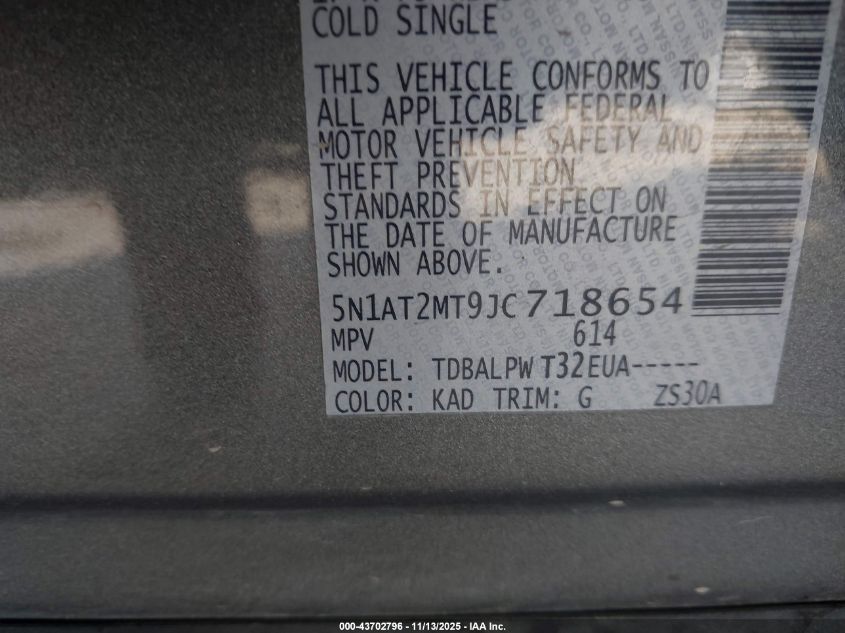 COLD SINGLE
THIS VEHICLE CONFORMS TO
ALL APPLICABLE FEDERAL
MOTOR VEHICLE SAFETY AND
THEFT PREVENTION
STANDARDS IN EFFECT ON
THE DATE OF MANUFACTURE
SHOWN ABOVE.
5N1AT2MT9JC718654
MPV 614
MODEL: TDBALPW T32EUA-----
COLOR: KAD TRIM: G ZS30A
000-43702796 - 11/13/2025 - IAA Inc.